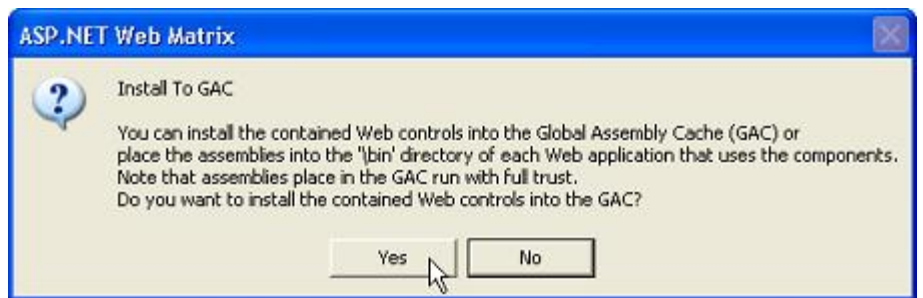 ASP.NET Web Matrix
Install To GAC
You can install the contained Web controls into the Global Assembly Cache (GAC) or
place the assemblies into the '\bin' directory of each Web application that uses the components.
Note that assemblies place in the GAC run with full trust.
Do you want to install the contained Web controls into the GAC?
Yes No